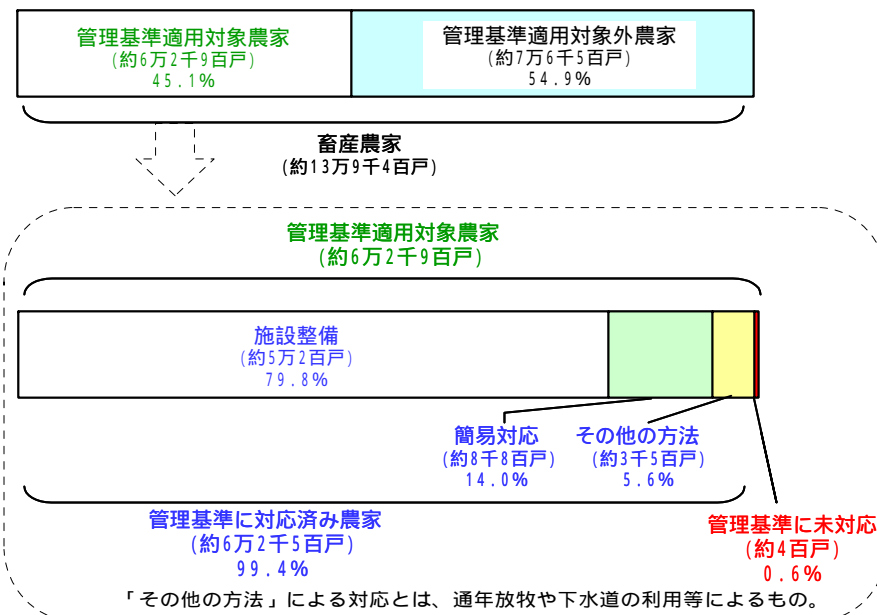 管理基準適用対象農家
(約6万2千9百戸)
45.1%
管理基準適用対象外農家
(約7万6千5百戸)
54.9%
畜産農家
(約13万9千4百戸)
管理基準適用対象農家
(約6万2千9百戸)
施設整備
(約5万2百戸)
79.8%
簡易対応
(約8千8百戸)
14.0%
その他の方法
(約3千5百戸)
5.6%
管理基準に対応済み農家
(約6万2千5百戸)
99.4%
管理基準に未対応
(約4百戸)
0.6%
「その他の方法」による対応とは、通年放牧や下水道の利用等によるもの。